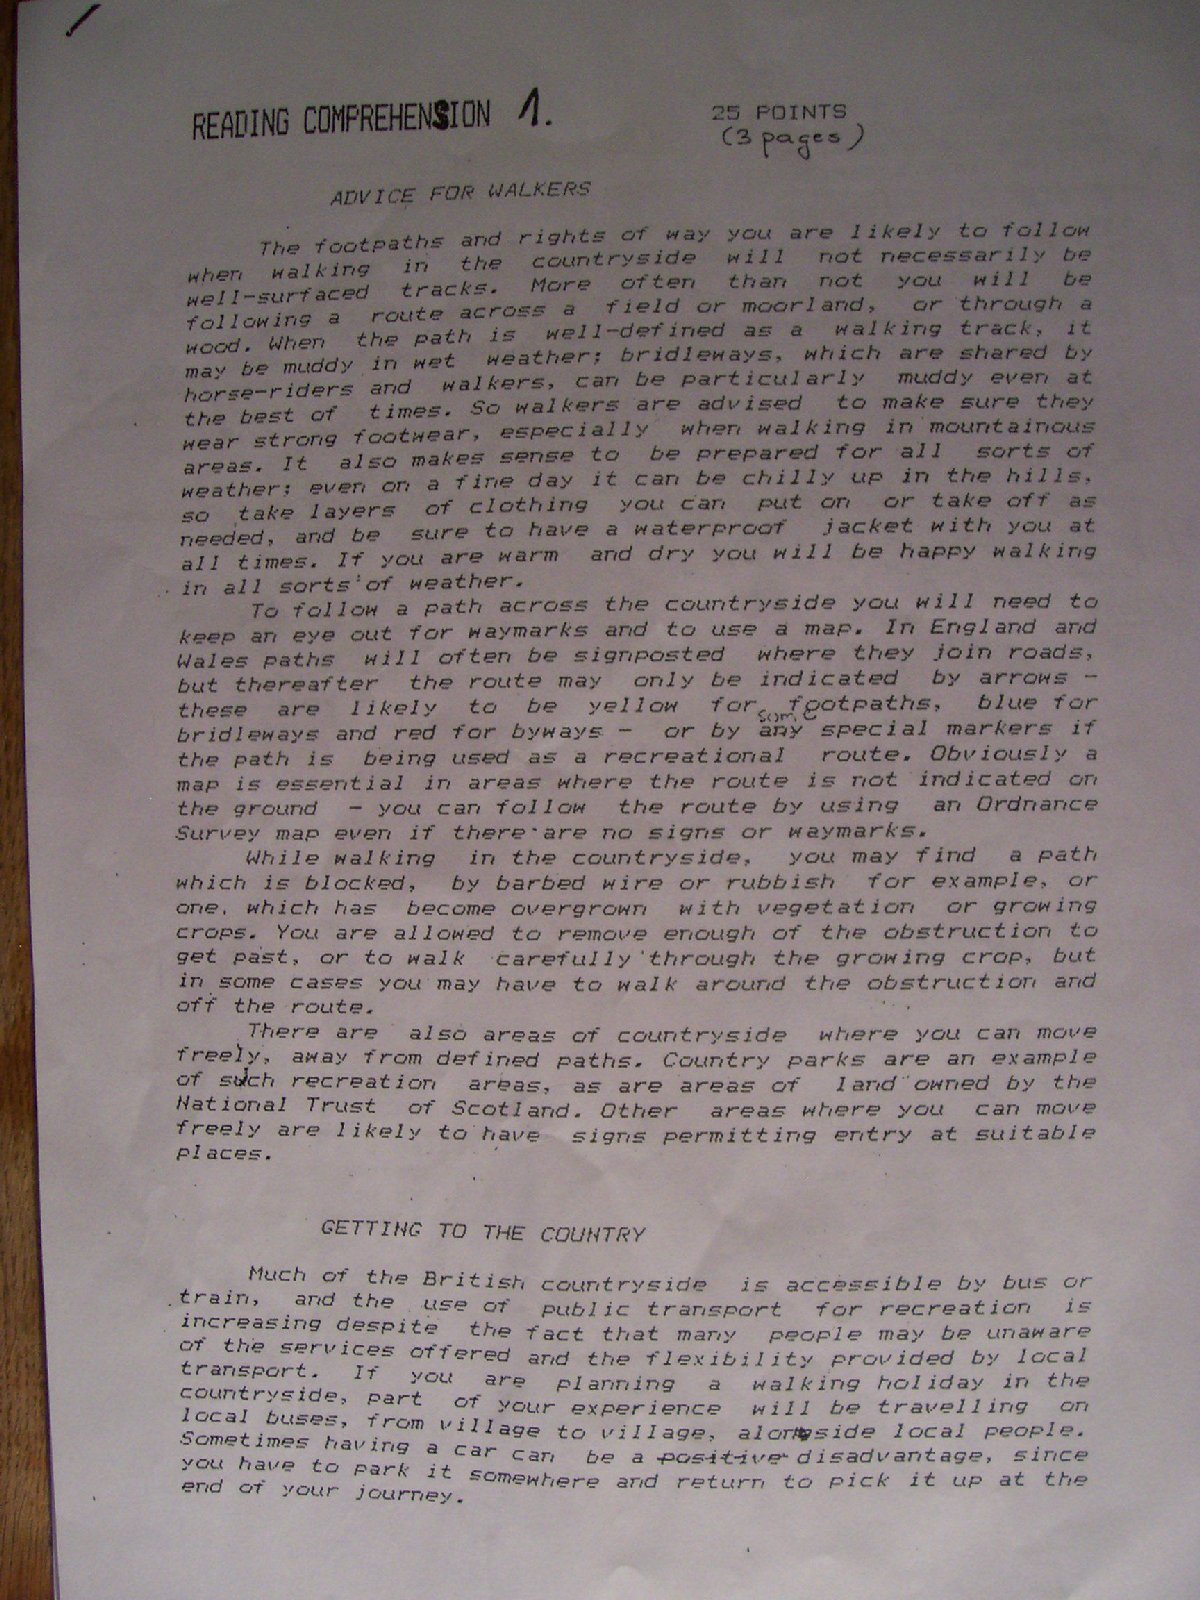 READING COMPREHENSION 1.
25 POINTS
(3 pages)
ADVICE FOR WALKERS
The footpaths and rights of way you are likely to follow
when walking in the countryside will not necessarily be
well-surfaced tracks. More often than not you will be
following a route across a field or moorland, or through a
wood. When the path is well-defined as a walking track, it
may be muddy in wet weather; bridleways, which are shared by
horse-riders and walkers, can be particularly muddy even at
the best of times. So walkers are advised to make sure they
wear strong footwear, especially when walking in mountainous
areas. It also makes sense to be prepared for all sorts of
weather; even on a fine day it can be chilly up in the hills,
so take layers of clothing you can put on or take off as
needed, and be sure to have a waterproof jacket with you at
all times. If you are warm and dry you will be happy walking
in all sorts of weather.
To follow a path across the countryside you will need to
keep an eye out for waymarks and to use a map. In England and
Wales paths will often be signposted where they join roads,
but thereafter the route may only be indicated by arrows -
these are likely to be yellow for footpaths, blue for
some
bridleways and red for byways - or by any special markers if
the path is being used as a recreational route. Obviously a
map is essential in areas where the route is not indicated on
the ground - you can follow the route by using an Ordnance
Survey map even if there are no signs or waymarks.
While walking in the countryside, you may find a path
which is blocked, by barbed wire or rubbish for example, or
one, which has become overgrown with vegetation or growing
crops. You are allowed to remove enough of the obstruction to
get past, or to walk carefully through the growing crop, but
in some cases you may have to walk around the obstruction and
off the route.
There are also areas of countryside where you can move
freely, away from defined paths. Country parks are an example
of such recreation areas, as are areas of land owned by the
National Trust of Scotland. Other areas where you can move
freely are likely to have signs permitting entry at suitable
places.
GETTING TO THE COUNTRY
Much of the British countryside is accessible by bus or
train, and the use of public transport for recreation is
increasing despite the fact that many people may be unaware
of the services offered and the flexibility provided by local
transport. If you are planning a walking holiday in the
countryside, part of your experience will be travelling on
local buses, from village to village, alongside local people.
Sometimes having a car can be a positive disadvantage, since
you have to park it somewhere and return to pick it up at the
end of your journey.